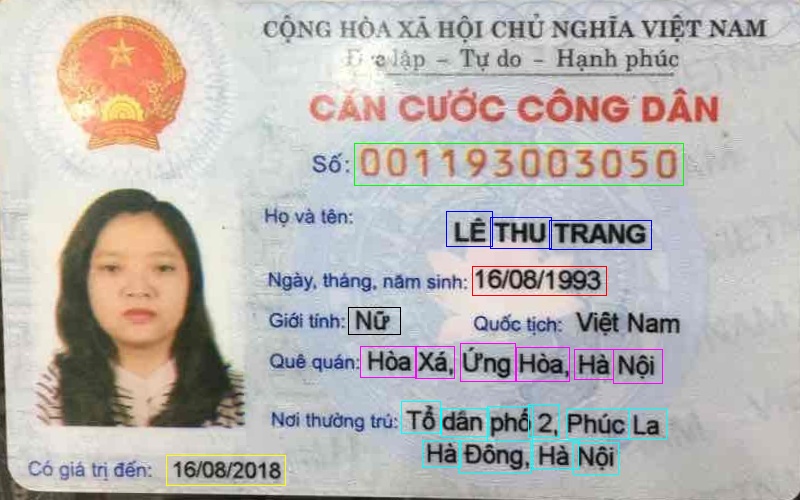 CỘNG HÒA XÃ HỘI CHỦ NGHĨA VIỆT NAM
lập - Tự do - Hạnh phúc
CĂN CƯỚC CÔNG DÂN
Số: 001193003050
Họ và tên: LÊ THU TRANG
Ngày, tháng, năm sinh: 16/08/1993
Giới tính: Nữ Quốc tịch: Việt Nam
Quê quán: Hòa Xá, Ứng Hòa, Hà Nội
Nơi thường trú: Tổ dân phố 2, Phúc La
Hà Đông, Hà Nội
Có giá trị đến: 16/08/2018